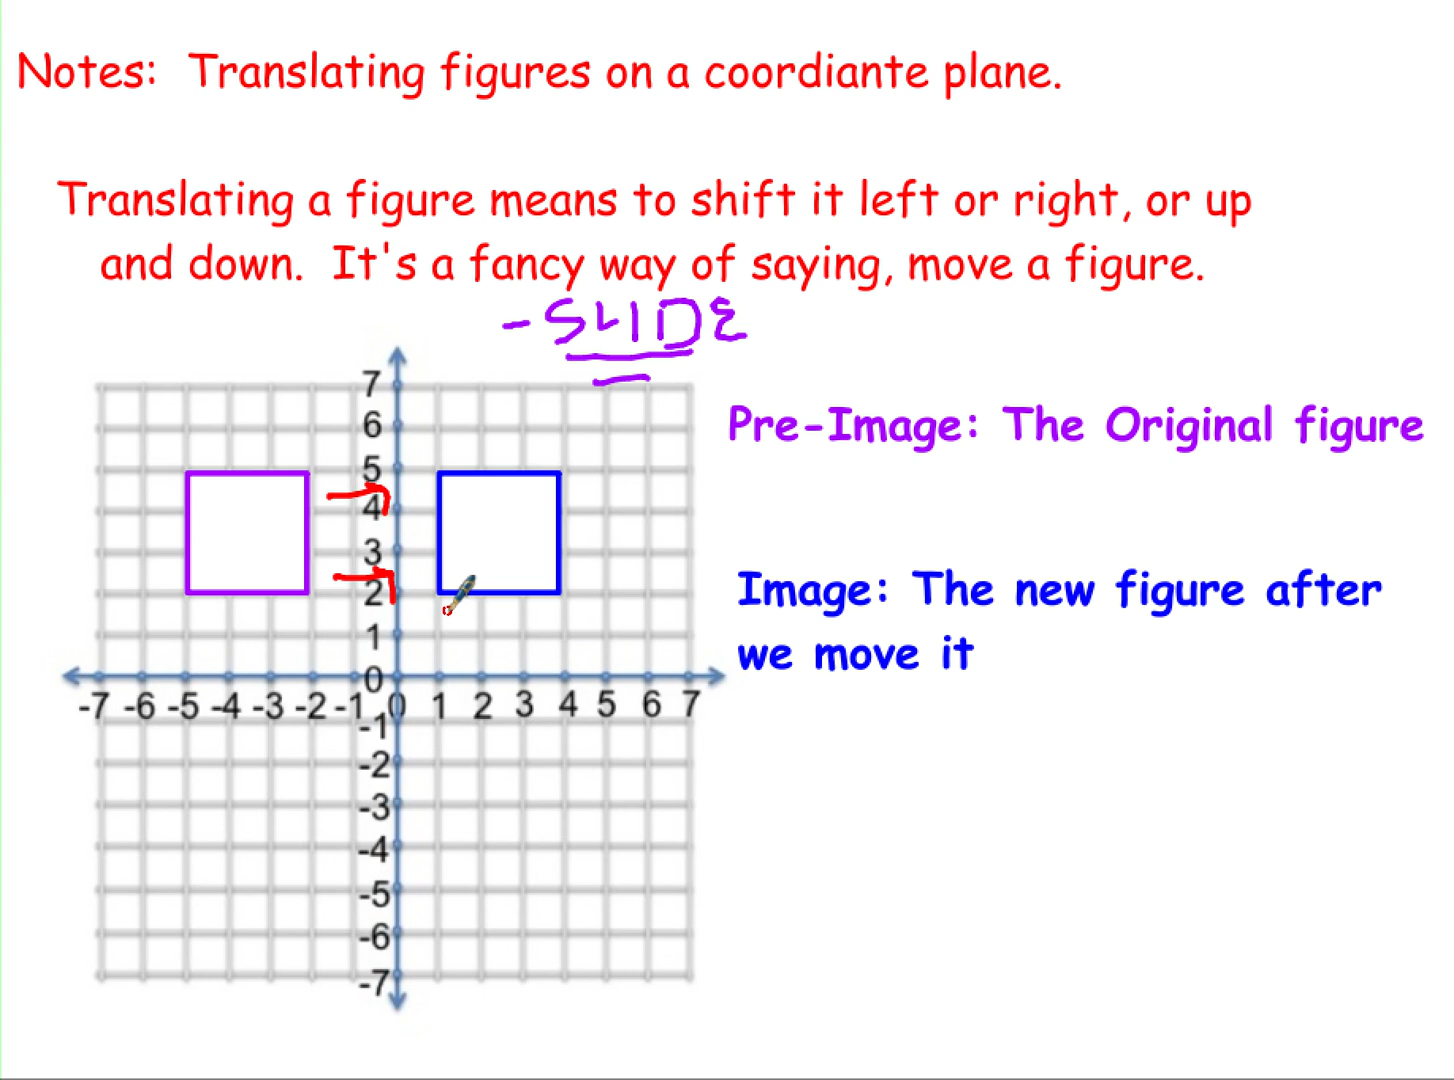 Notes: Translating figures on a coordiante plane.
Translating a figure means to shift it left or right, or up
and down. It's a fancy way of saying, move a figure.
- SLIDE
Pre-Image: The Original figure
Image: The new figure after
we move it
7
6
5
4
3
2
1
0
-7 -6 -5 -4 -3 -2 -1 0 1 2 3 4 5 6 7
-1
-2
-3
-4
-5
-6
-7